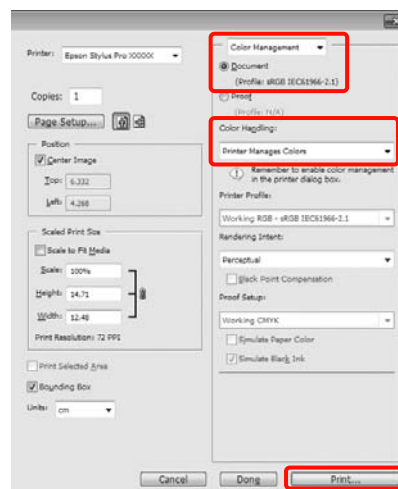 Printer: Epson Stylus Pro XXXXX
Copies: 1
Page Setup...
Position
Center Image
Top: 6.332
Left: 4.268
Scaled Print Size
Scale to Fit Media
Scale: 100%
Height: 14.71
Width: 12.48
Print Resolution: 72 PPI
Print Selected Area
Bounding Box
Units: cm
Color Management
Document
(Profile: sRGB IEC61966-2.1)
Proof
(Profile: N/A)
Color Handling:
Printer Manages Colors
Remember to enable color management
in the printer dialog box.
Printer Profile:
Working RGB - sRGB IEC61966-2.1
Rendering Intent:
Perceptual
Black Point Compensation
Proof Setup:
Working CMYK
Simulate Paper Color
Simulate Black Ink
Cancel
Done
Print...